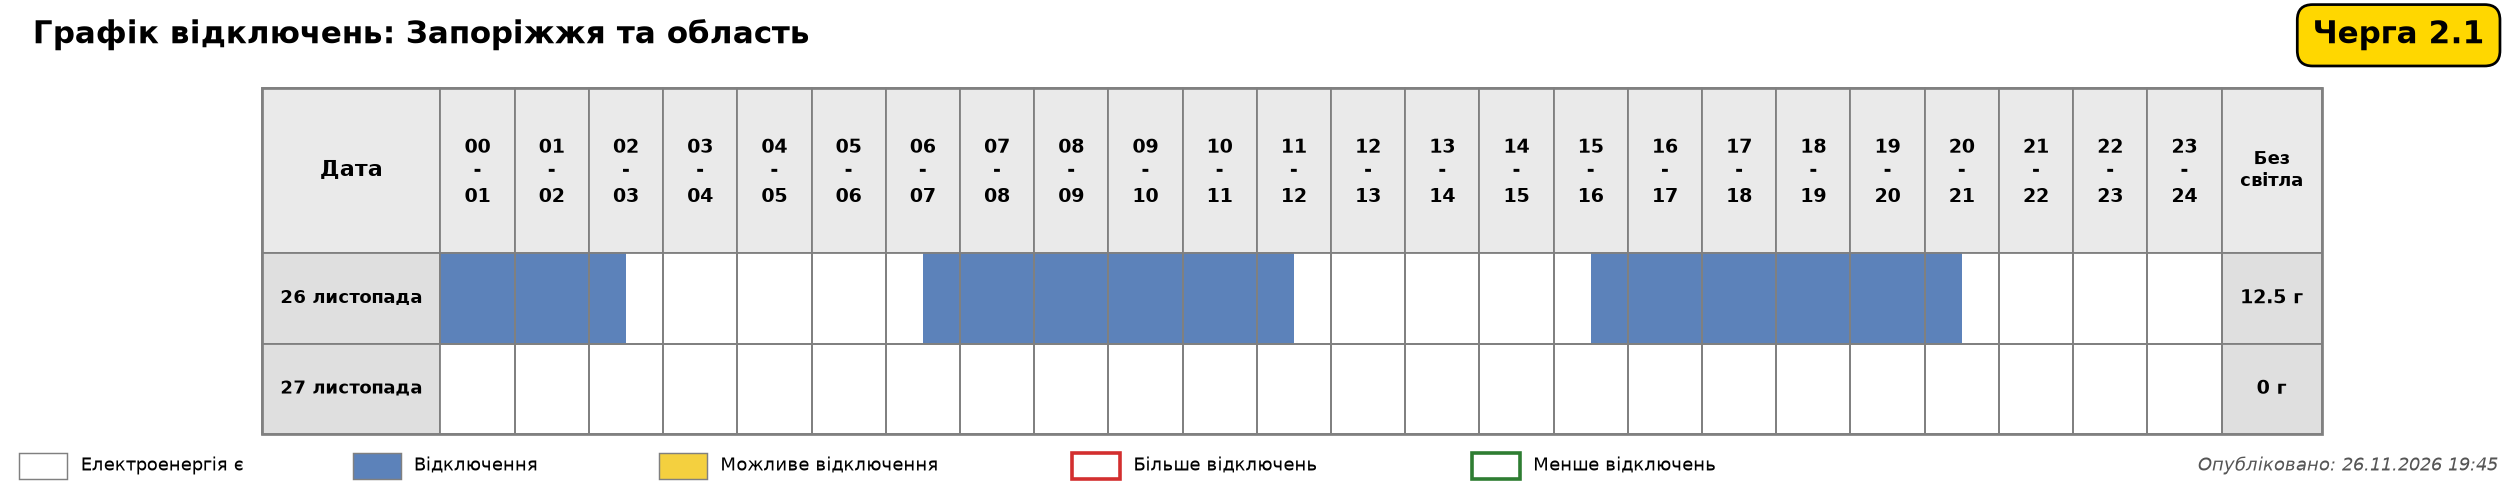 Графік відключень: Запоріжжя та область
Черга 2.1
Дата
00 - 01
01 - 02
02 - 03
03 - 04
04 - 05
05 - 06
06 - 07
07 - 08
08 - 09
09 - 10
10 - 11
11 - 12
12 - 13
13 - 14
14 - 15
15 - 16
16 - 17
17 - 18
18 - 19
19 - 20
20 - 21
21 - 22
22 - 23
23 - 24
Без
світла
26 листопада
12.5 г
27 листопада
0 г
Електроенергія є
Відключення
Можливе відключення
Більше відключень
Менше відключень
Опубліковано: 26.11.2026 19:45